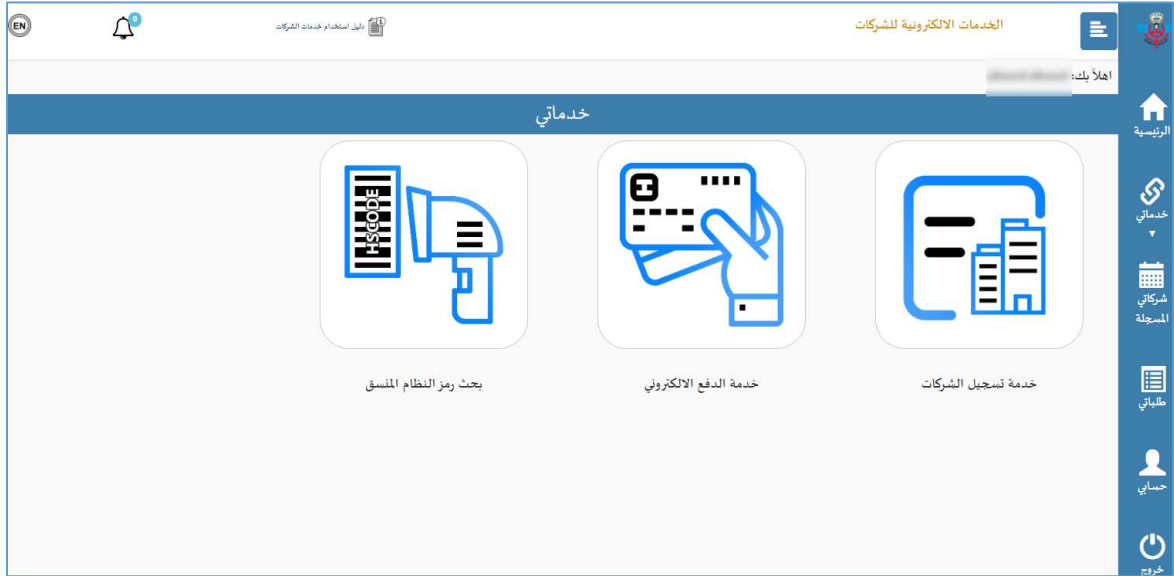 الخدمات الالكترونية للشركات
دليل استخدام خدمات الشركات
0
EN
اهلاً بك:
خدماتي
HSCODE
خدمة تسجيل الشركات
خدمة الدفع الالكتروني
بحث رمز النظام المنسق
الرئيسية
خدماتي
شركاتي
المسجلة
طلباتي
حسابي
خروج